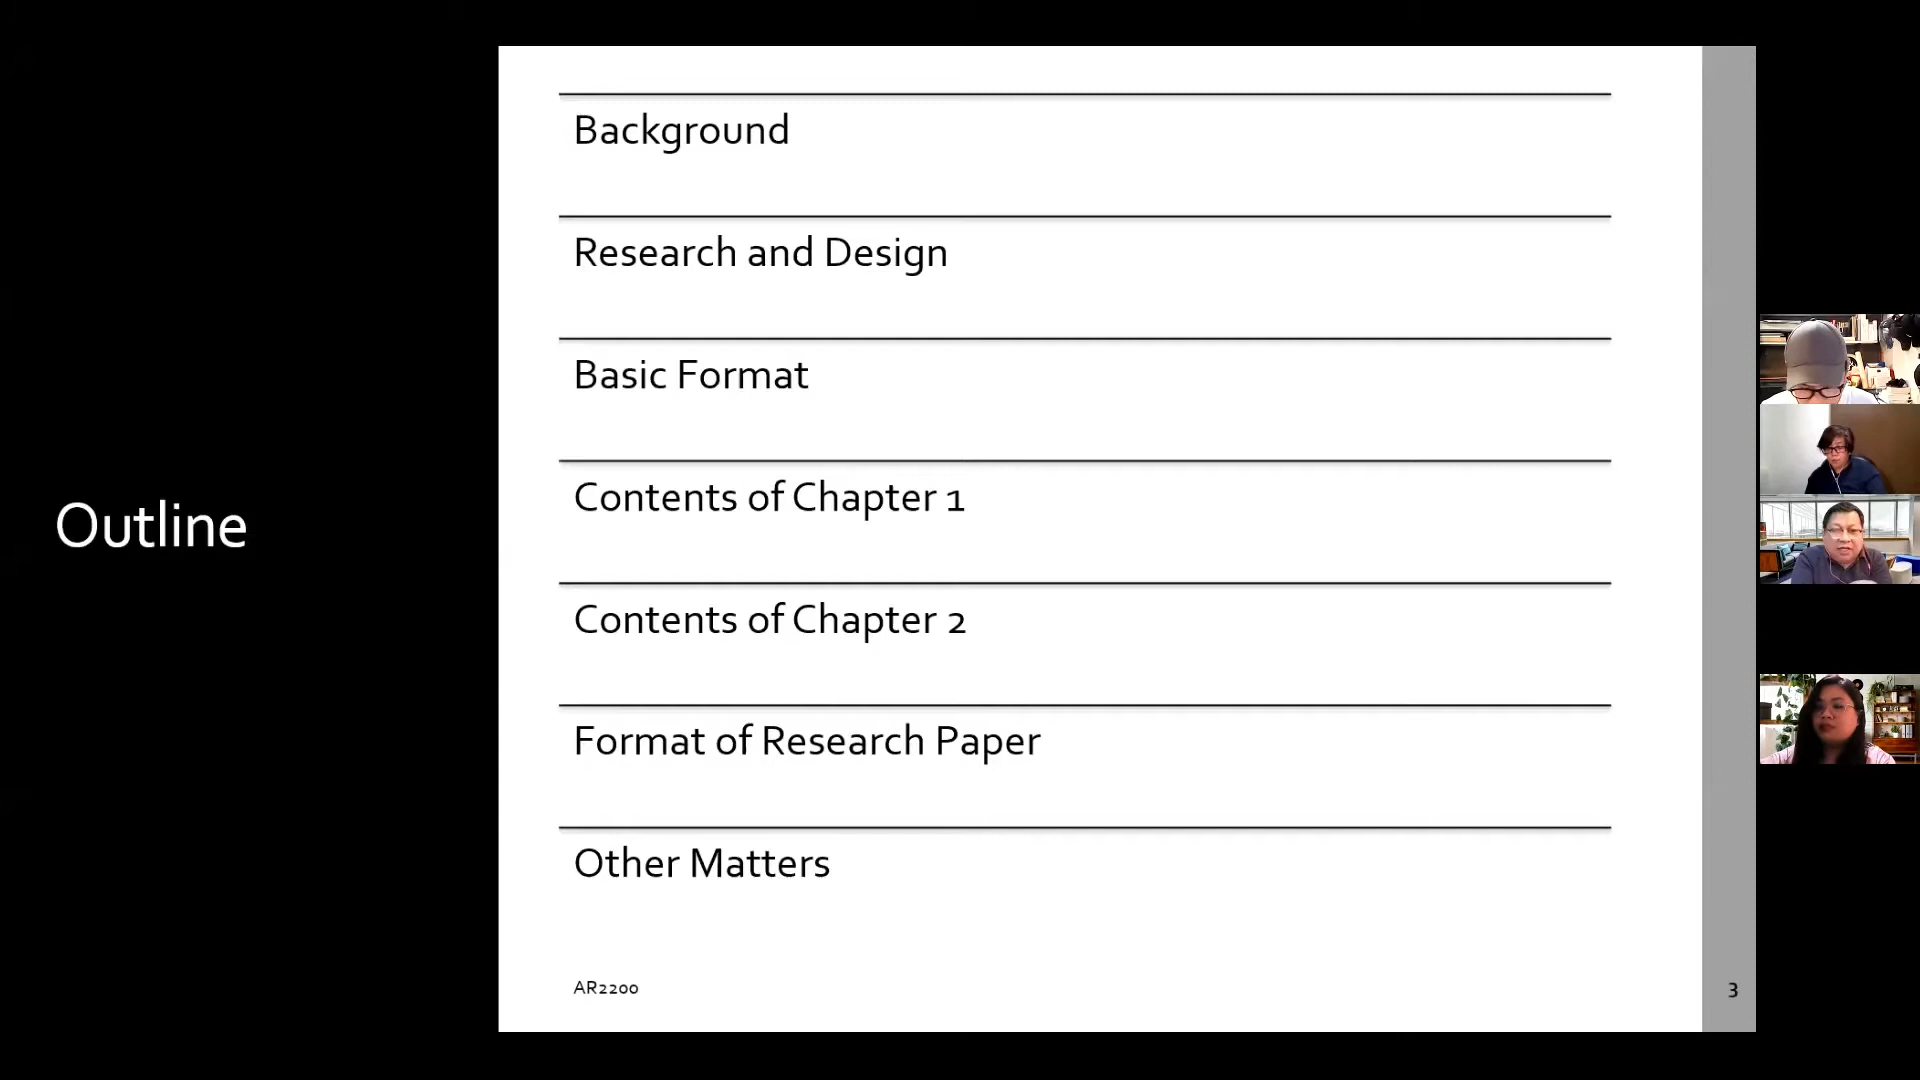 Outline
Background
Research and Design
Basic Format
Contents of Chapter 1
Contents of Chapter 2
Format of Research Paper
Other Matters
AR2200
3